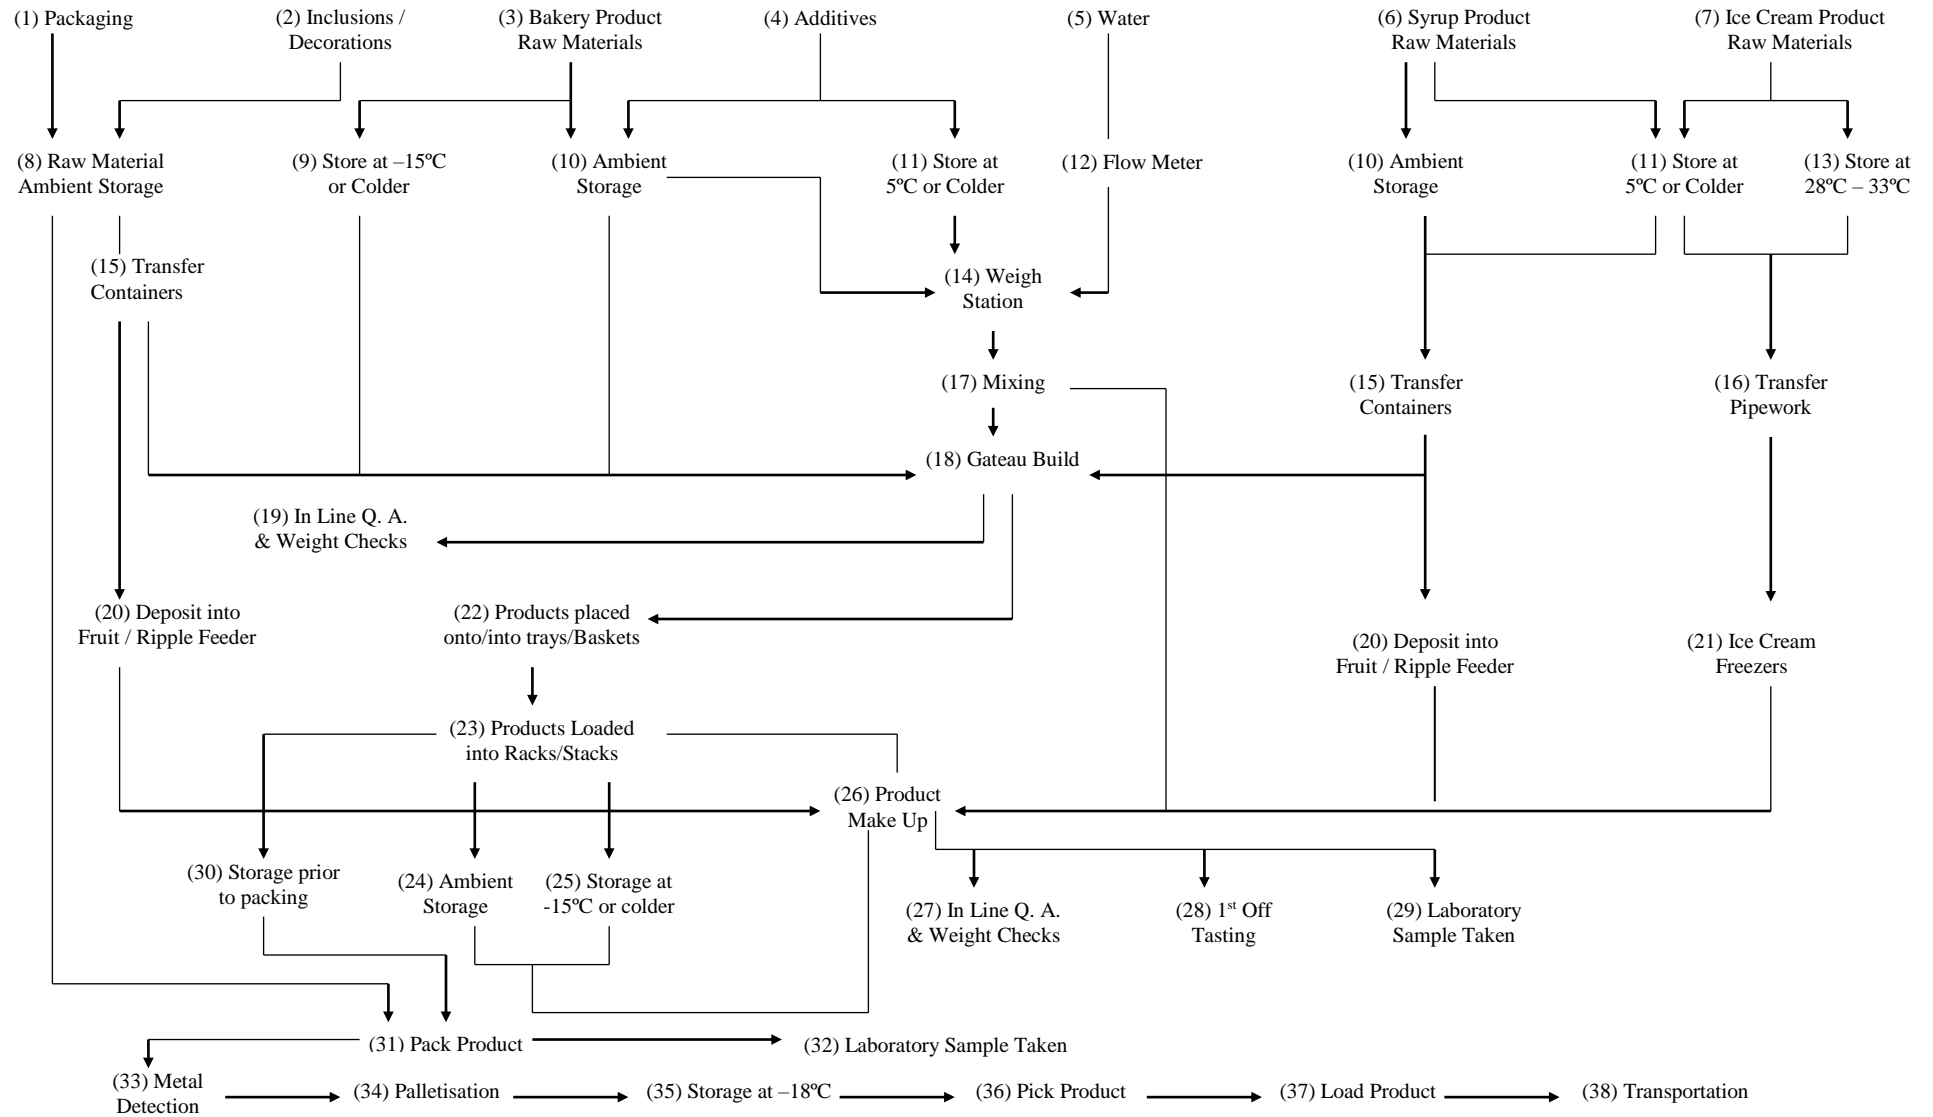 (1) Packaging
(2) Inclusions /
Decorations
(3) Bakery Product
Raw Materials
(4) Additives
(5) Water
(6) Syrup Product
Raw Materials
(7) Ice Cream Product
Raw Materials
(8) Raw Material
Ambient Storage
(9) Store at –15ºC
or Colder
(10) Ambient
Storage
(11) Store at
5ºC or Colder
(12) Flow Meter
(10) Ambient
Storage
(11) Store at
5ºC or Colder
(13) Store at
28ºC – 33ºC
(15) Transfer
Containers
(14) Weigh
Station
(17) Mixing
(15) Transfer
Containers
(16) Transfer
Pipework
(18) Gateau Build
(19) In Line Q. A.
& Weight Checks
(20) Deposit into
Fruit / Ripple Feeder
(22) Products placed
onto/into trays/Baskets
(20) Deposit into
Fruit / Ripple Feeder
(21) Ice Cream
Freezers
(23) Products Loaded
into Racks/Stacks
(26) Product
Make Up
(30) Storage prior
to packing
(24) Ambient
Storage
(25) Storage at
-15ºC or colder
(27) In Line Q. A.
& Weight Checks
(28) 1st Off
Tasting
(29) Laboratory
Sample Taken
(31) Pack Product
(32) Laboratory Sample Taken
(33) Metal
Detection
(34) Palletisation
(35) Storage at –18ºC
(36) Pick Product
(37) Load Product
(38) Transportation